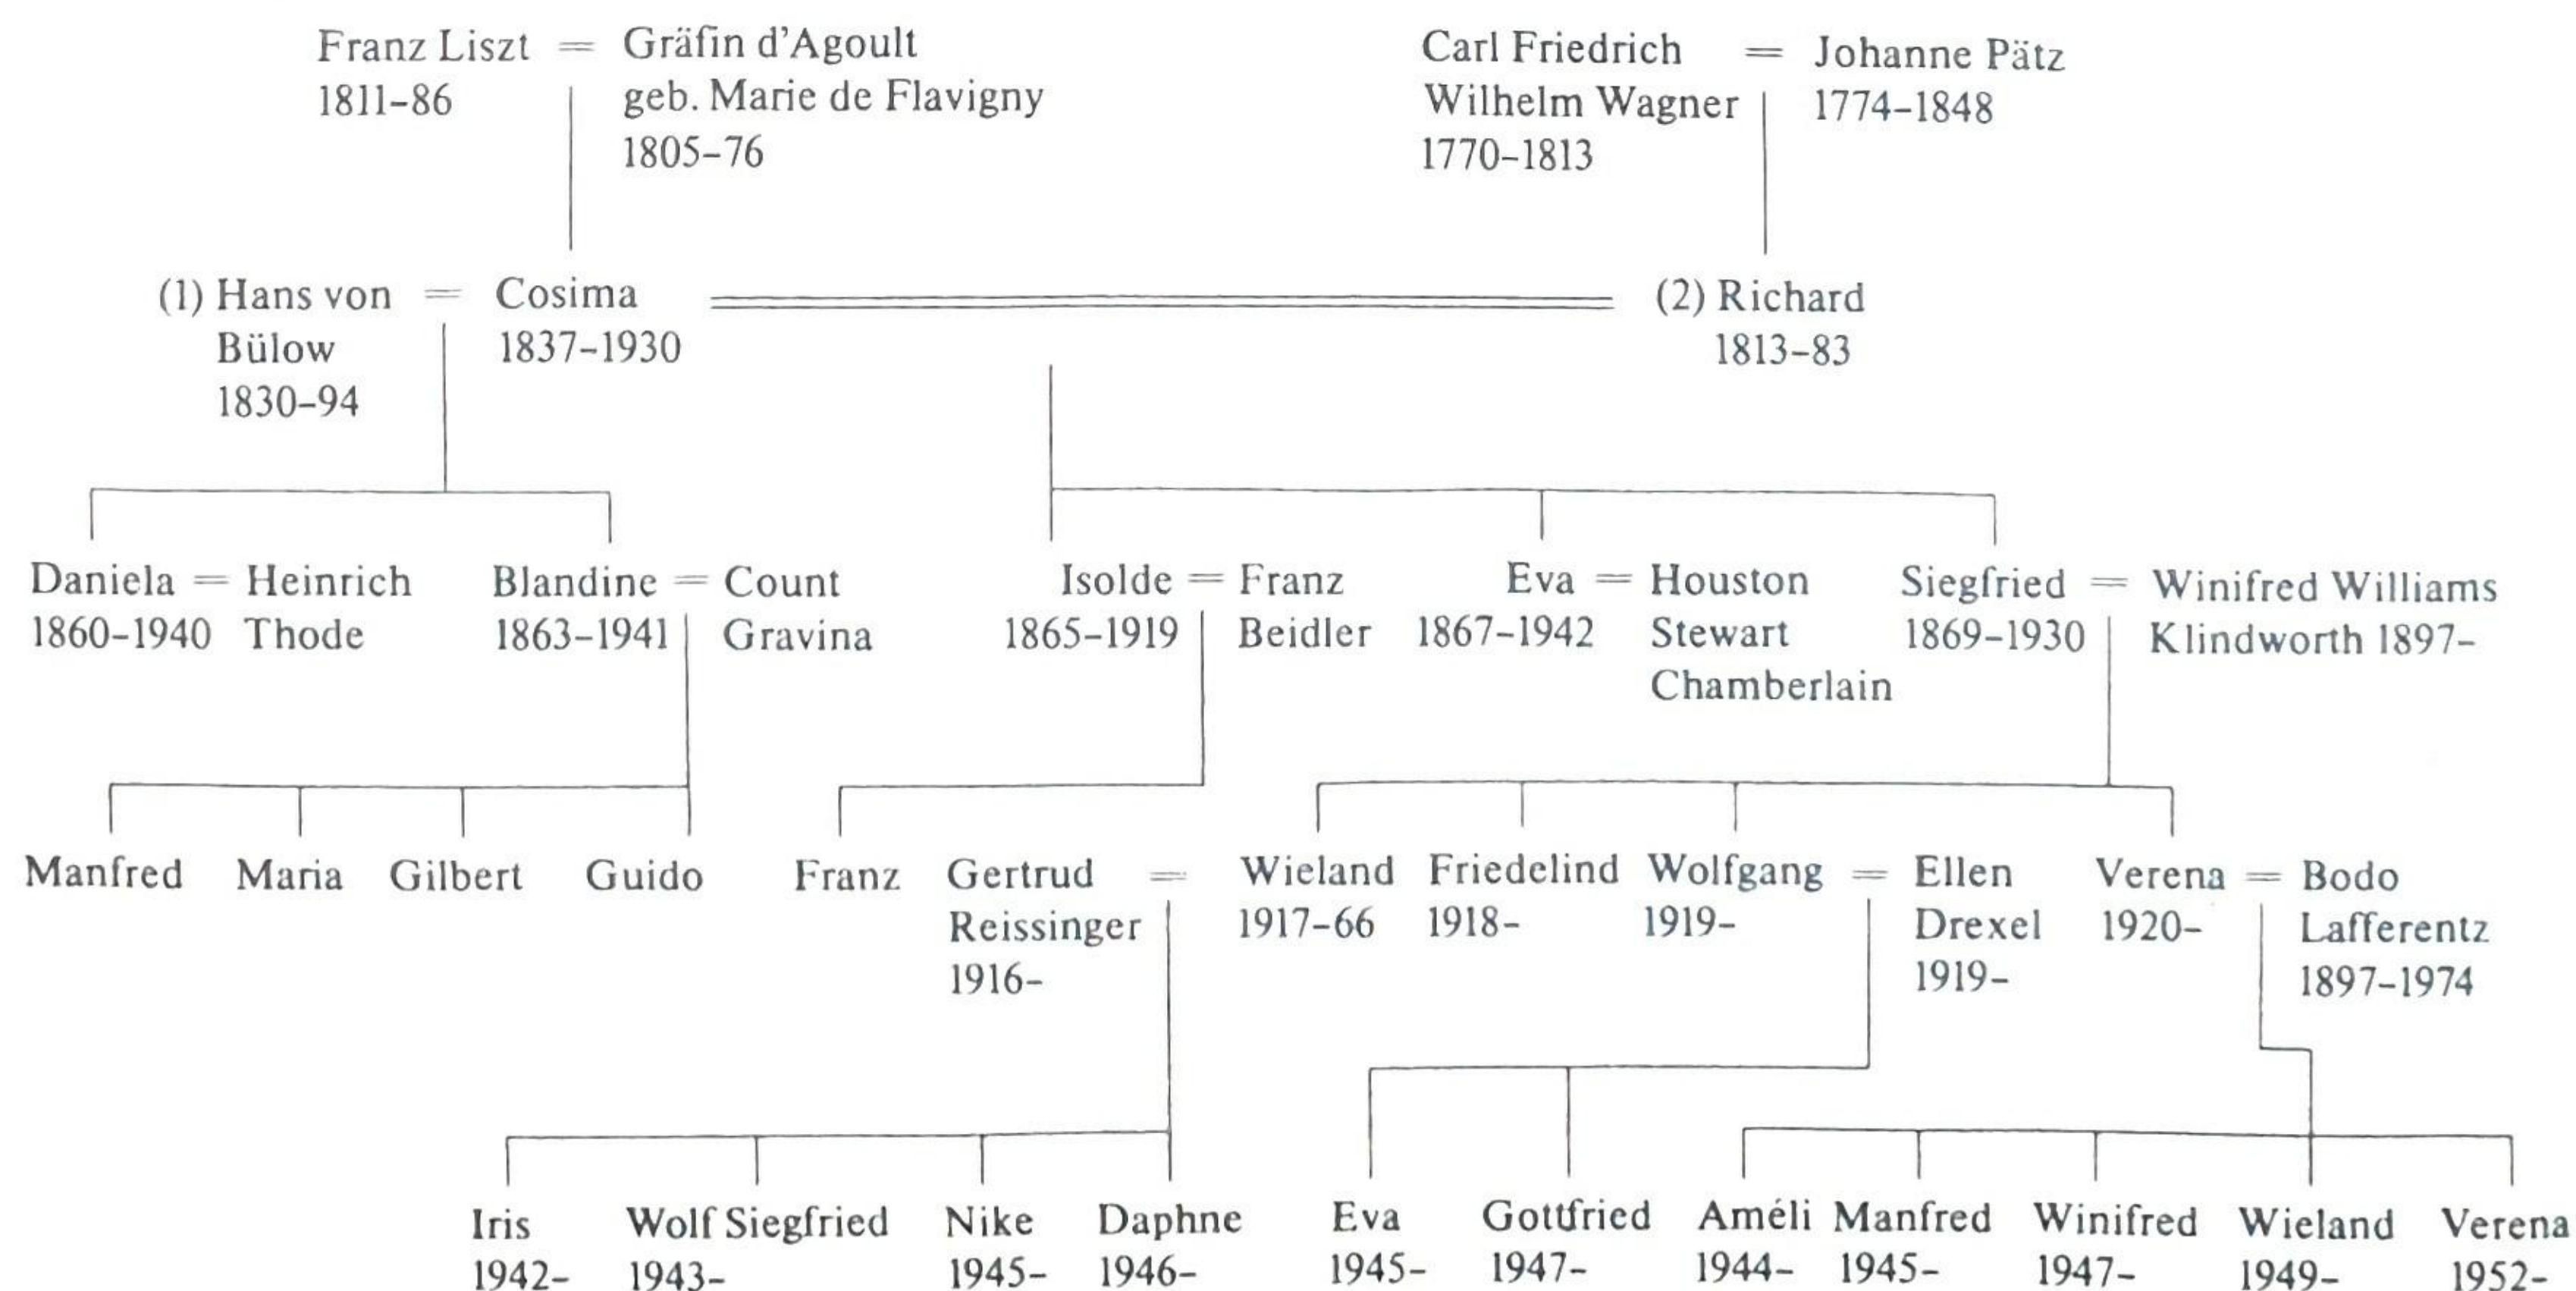 Franz Liszt = Gräfin d'Agoult
1811–86
geb. Marie de Flavigny
1805–76
Carl Friedrich = Johanne Pätz
Wilhelm Wagner
1774–1848
1770–1813
(1) Hans von = Cosima
Bülow
1837–1930
1830–94
(2) Richard
1813–83
Daniela = Heinrich
1860–1940 Thode
Blandine = Count
1863–1941 Gravina
Isolde = Franz
1865–1919 Beidler
Eva = Houston
1867–1942 Stewart
Chamberlain
Siegfried = Winifred Williams
1869–1930 Klindworth 1897–
Manfred
Maria
Gilbert
Guido
Franz
Gertrud = Wieland
Reissinger 1917–66
1916–
Friedelind
1918–
Wolfgang = Ellen
1919– Drexel
1919–
Verena = Bodo
1920– Lafferentz
1897–1974
Iris
1942–
Wolf Siegfried
1943–
Nike
1945–
Daphne
1946–
Eva
1945–
Gottfried
1947–
Améli
1944–
Manfred
1945–
Winifred
1947–
Wieland
1949–
Verena
1952–